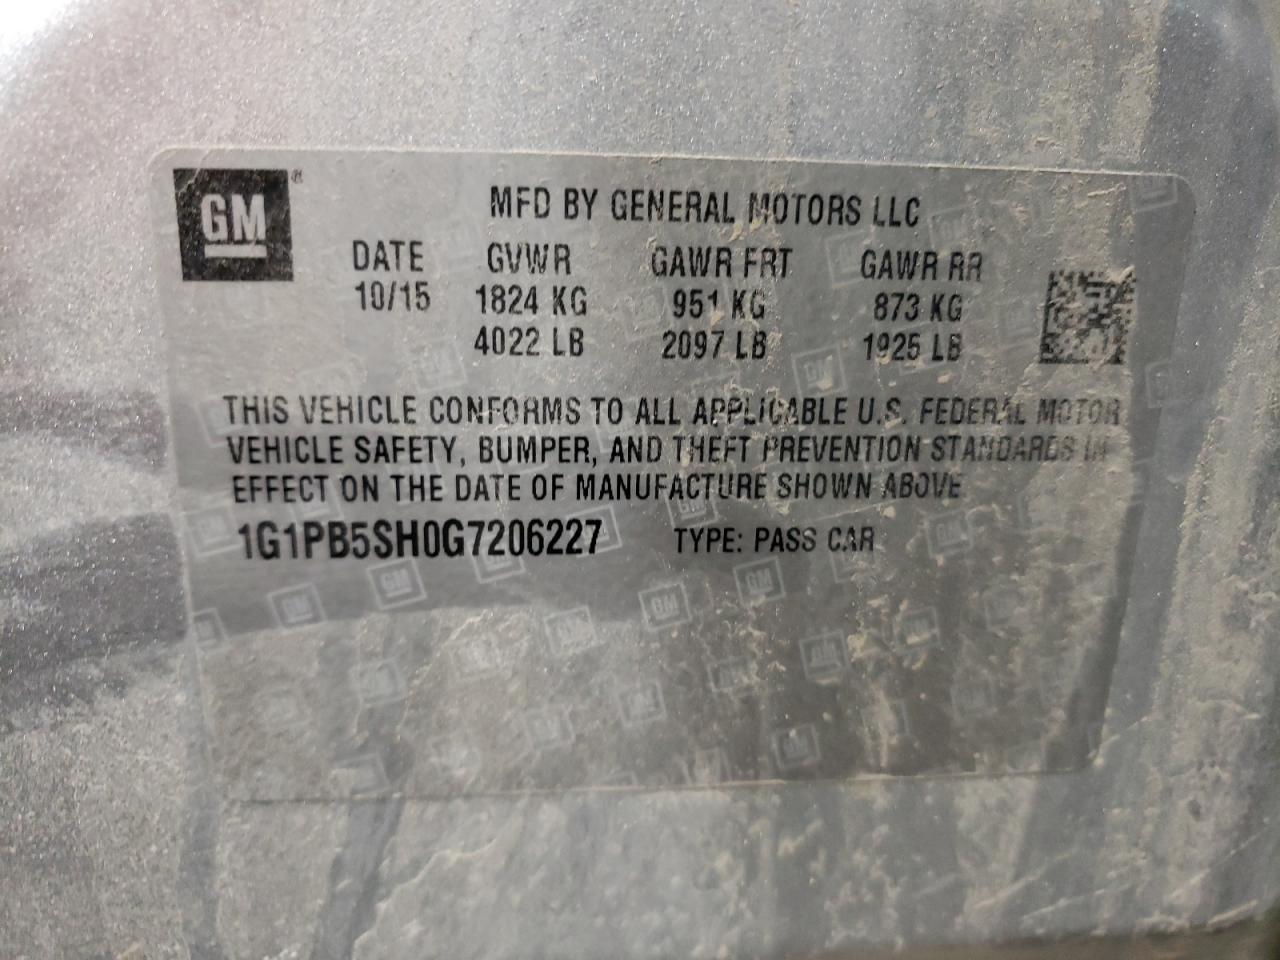 GM®
MFD BY GENERAL MOTORS LLC
DATE GVWR GAWR FRT GAWR RR
10/15 1824 KG 951 KG 873 KG
4022 LB 2097 LB 1925 LB
THIS VEHICLE CONFORMS TO ALL APPLICABLE U.S. FEDERAL MOTOR
VEHICLE SAFETY, BUMPER, AND THEFT PREVENTION STANDARDS IN
EFFECT ON THE DATE OF MANUFACTURE SHOWN ABOVE
1G1PB5SH0G7206227 TYPE: PASS CAR